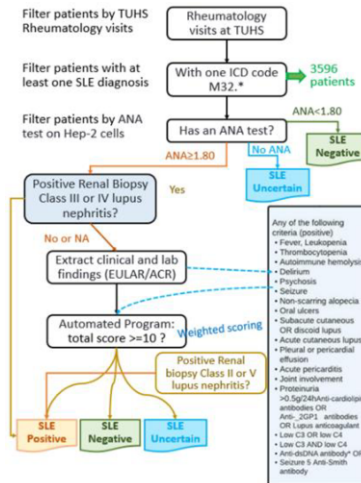 Filter patients by TUHS
Rheumatology visits
Rheumatology
visits at TUHS
Filter patients with at
least one SLE diagnosis
With one ICD code
M32.*
3596
patients
Filter patients by ANA
test on Hep-2 cells
Has an ANA test?
ANA<1.80
ANA≥1.80
No ANA
SLE
Negative
SLE
Uncertain
Positive Renal Biopsy
Class III or IV lupus
nephritis?
Yes
No or NA
Extract clinical and lab
findings (EULAR/ACR)
Automated Program:
total score >=10 ?
Weighted scoring
Positive Renal
biopsy Class II or V
lupus nephritis?
SLE
Positive
SLE
Negative
SLE
Uncertain
Any of the following
criteria (positive)
• Fever, Leukopenia
• Thrombocytopenia
• Autoimmune hemolysis
• Delirium
• Psychosis
• Seizure
• Non-scarring alopecia
• Oral ulcers
• Subacute cutaneous
OR discoid lupus
• Acute cutaneous lupus
• Pleural or pericardial
effusion
• Acute pericarditis
• Joint involvement
• Proteinuria
>0.5g/24hAnti-cardiolipin
antibodies OR
Anti-_2GP1 antibodies
OR Lupus anticoagulant
• Low C3 OR low C4
• Low C3 AND low C4
• Anti-dsDNA antibody* OR
• Seizure 5 Anti-Smith
antibody